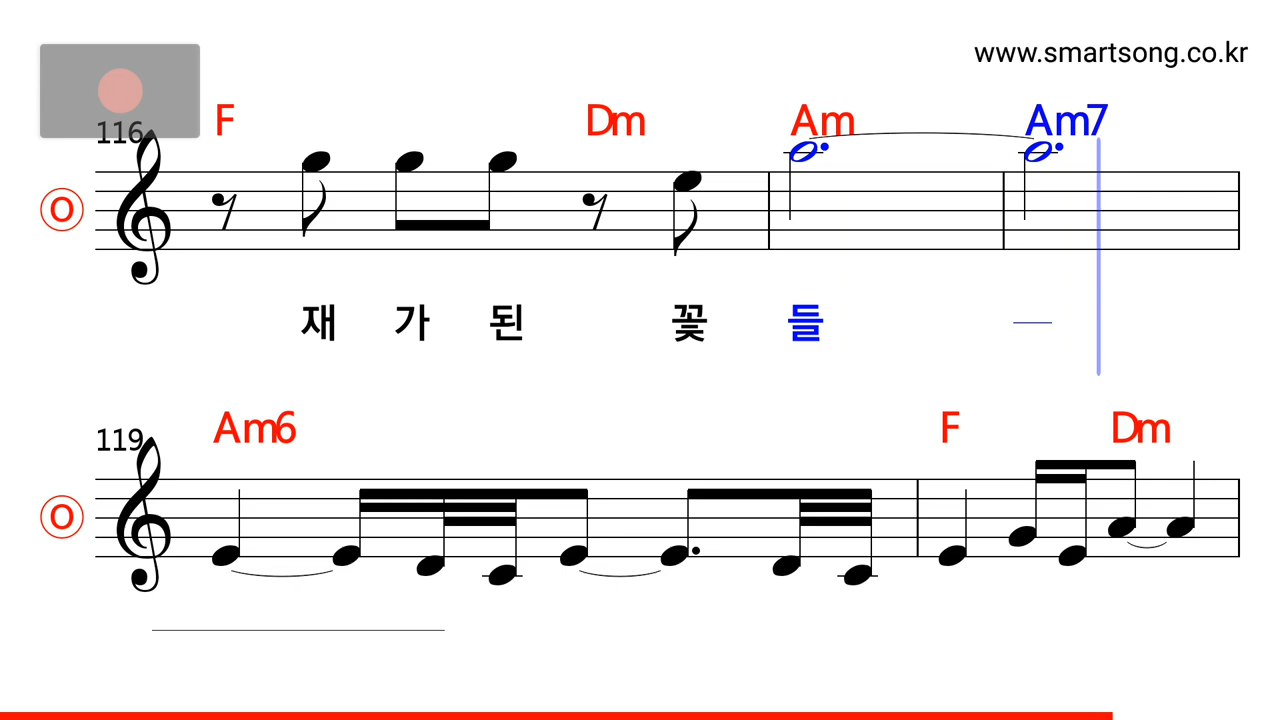 www.smartsong.co.kr
F Dm Am Am7
116
O
재 가 된 꽃 들
Am6 F Dm
119
O